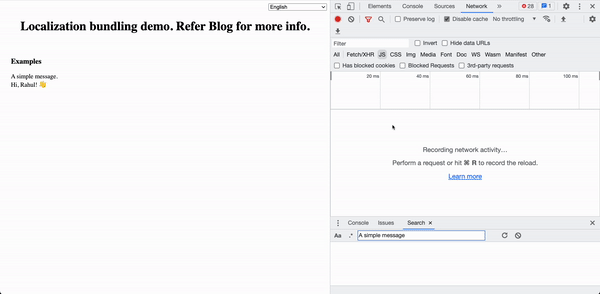 English
Localization bundling demo. Refer Blog for more info.
Examples
A simple message.
Hi, Rahul! 👋
Elements Console Sources Network » 28 1
Preserve log Disable cache No throttling
Filter Invert Hide data URLs
All Fetch/XHR JS CSS Img Media Font Doc WS Wasm Manifest Other
Has blocked cookies Blocked Requests 3rd-party requests
20 ms 40 ms 60 ms 80 ms 100 ms
Recording network activity…
Perform a request or hit ⌘ R to record the reload.
Learn more
Console Issues Search ×
Aa .* A simple message